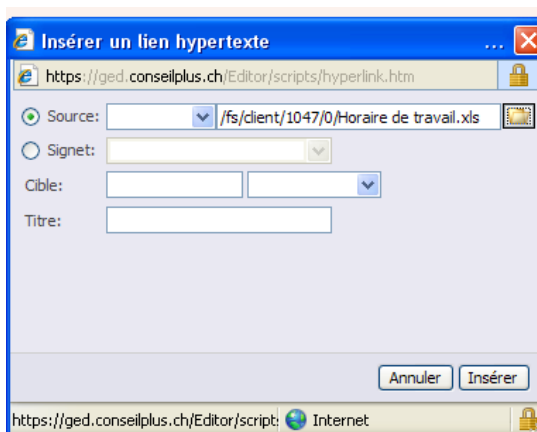 Insérer un lien hypertexte ...
https://ged.conseilplus.ch/Editor/scripts/hyperlink.htm
Source: /fs/client/1047/0/Horaire de travail.xls
Signet:
Cible:
Titre:
Annuler Insérer
https://ged.conseilplus.ch/Editor/script: Internet